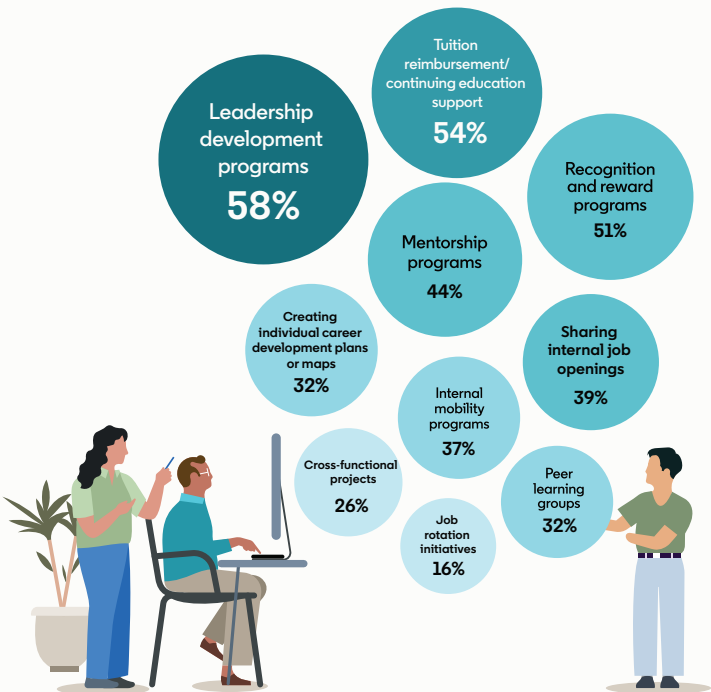 Leadership
development
programs
58%
Tuition
reimbursement/
continuing education
support
54%
Recognition
and reward
programs
51%
Mentorship
programs
44%
Creating
individual career
development plans
or maps
32%
Sharing
internal job
openings
39%
Internal
mobility
programs
37%
Cross-functional
projects
26%
Peer
learning
groups
32%
Job
rotation
initiatives
16%